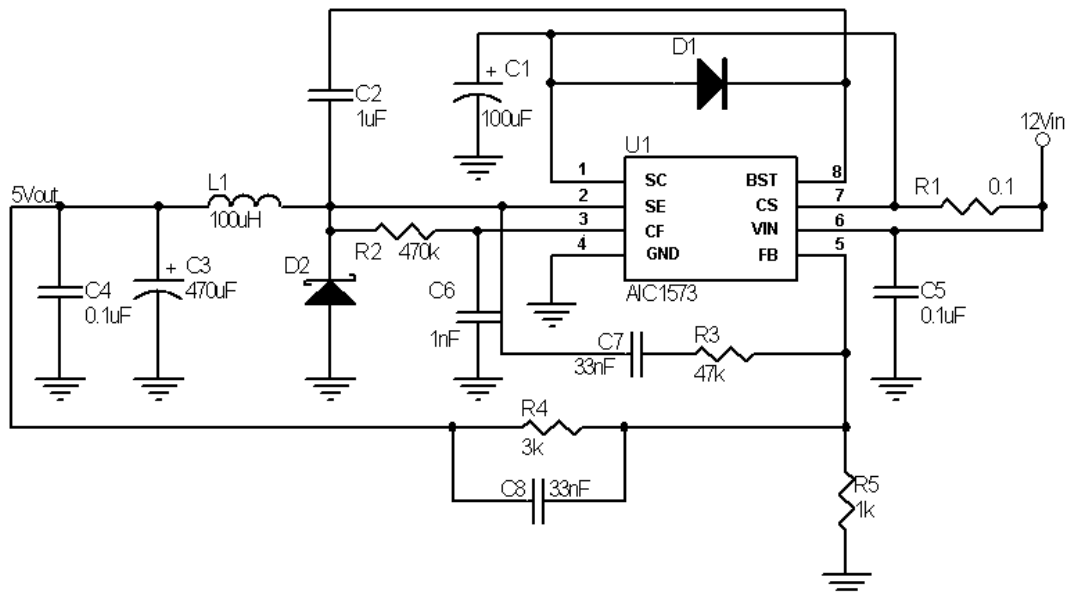 D1
+ C1
100uF
C2
1uF
12Vin
U1
1 SC BST 8
2 SE CS 7
3 CF VIN 6
4 GND FB 5
AIC1573
R1 0.1
5Vout
L1
100uH
R2 470k
D2
+ C3
470uF
C4
0.1uF
C6
1nF
C5
0.1uF
C7
33nF
R3
47k
R4
3k
C8 33nF
R5
1k